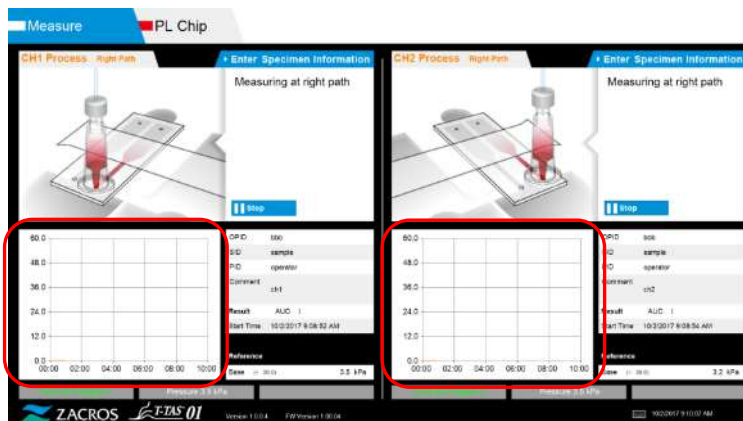 Measure
PL Chip
CH1 Process Right Path
Enter Specimen Information
Measuring at right path
Stop
60.0
48.0
36.0
24.0
12.0
0.0
00:00 02:00 04:00 06:00 08:00 10:00
OPID bbb
SID sample
PID operator
Comment
ch1
Result AUC
Start Time 10/2/2017 9:08:52 AM
Reference
Base 3.5 kPa
Pressure 3.5 kPa
CH2 Process Right Path
Enter Specimen Information
Measuring at right path
Stop
60.0
48.0
36.0
24.0
12.0
0.0
00:00 02:00 04:00 06:00 08:00 10:00
sample
operator
ch2
AUC
10/2/2017 9:08:54 AM
Reference
3.2 kPa
ZACROS T-TAS 01 Version 1.0.0.4 FW Version 1.00.04
10/2/2017 9:10:07 AM